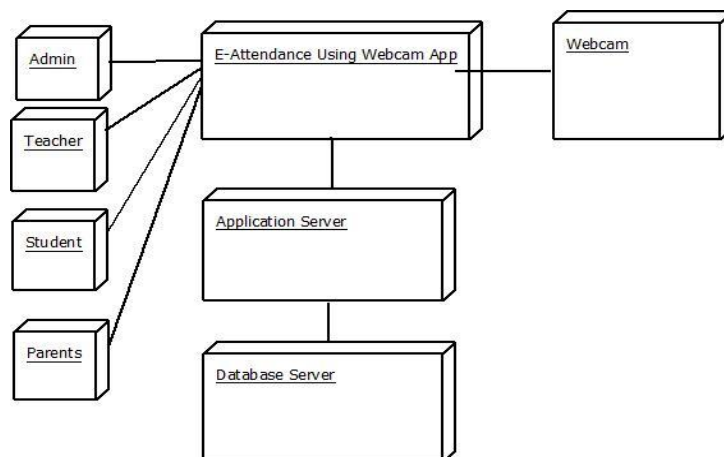 Admin
E-Attendance Using Webcam App
Webcam
Teacher
Student
Application Server
Parents
Database Server